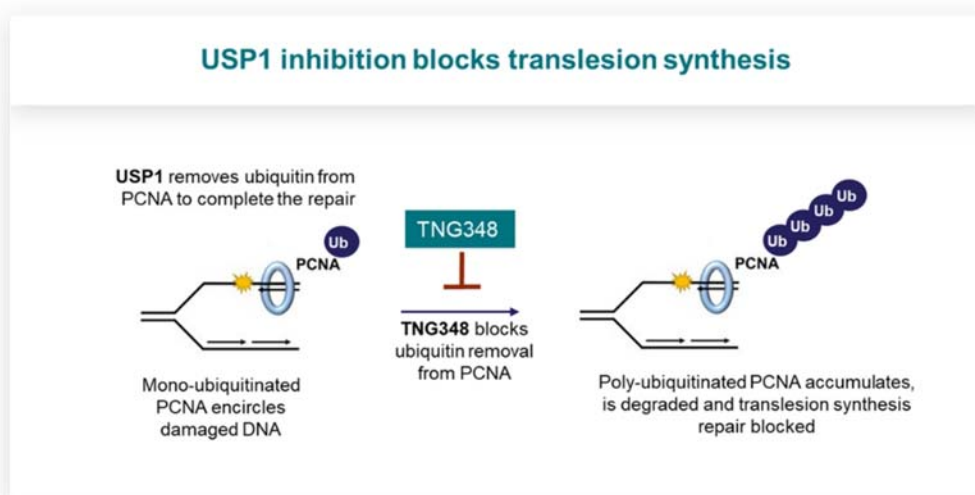 USP1 inhibition blocks translesion synthesis
USP1 removes ubiquitin from
PCNA to complete the repair
Ub
PCNA
Mono-ubiquitinated
PCNA encircles
damaged DNA
TNG348
TNG348 blocks
ubiquitin removal
from PCNA
Ub
Ub
Ub
Ub
PCNA
Poly-ubiquitinated PCNA accumulates,
is degraded and translesion synthesis
repair blocked